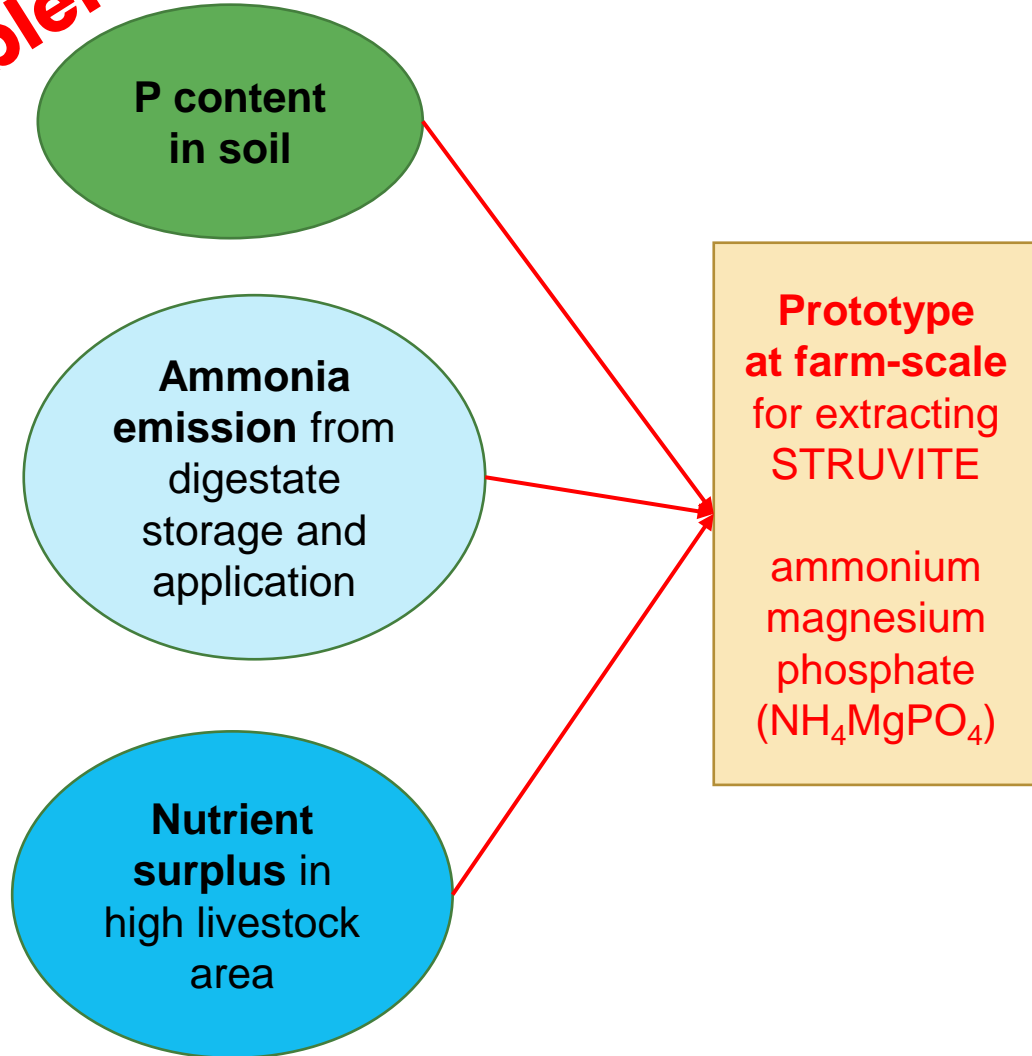 P content
in soil
Ammonia
emission from
digestate
storage and
application
Nutrient
surplus in
high livestock
area
Prototype
at farm-scale
for extracting
STRUVITE
ammonium
magnesium
phosphate
(NH₄MgPO₄)